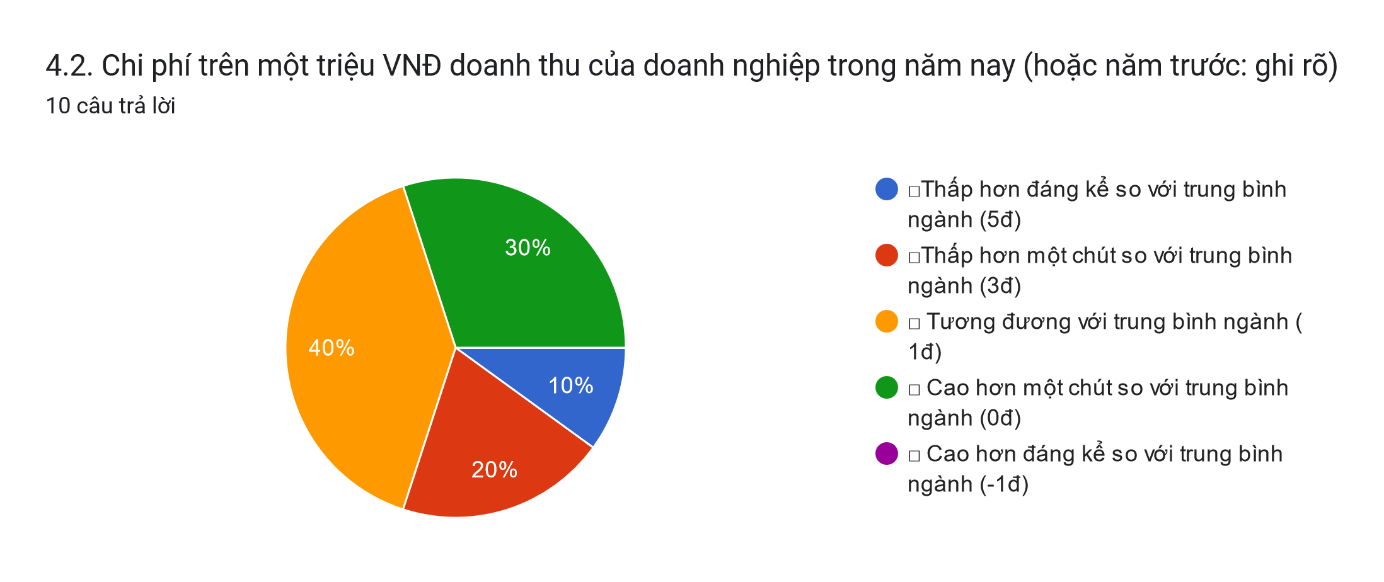 4.2. Chi phí trên một triệu VNĐ doanh thu của doanh nghiệp trong năm nay (hoặc năm trước: ghi rõ)
10 câu trả lời
30%
40%
10%
20%
□Thấp hơn đáng kể so với trung bình
ngành (5đ)
□Thấp hơn một chút so với trung bình
ngành (3đ)
□ Tương đương với trung bình ngành (
1đ)
□ Cao hơn một chút so với trung bình
ngành (0đ)
□ Cao hơn đáng kể so với trung bình
ngành (-1đ)